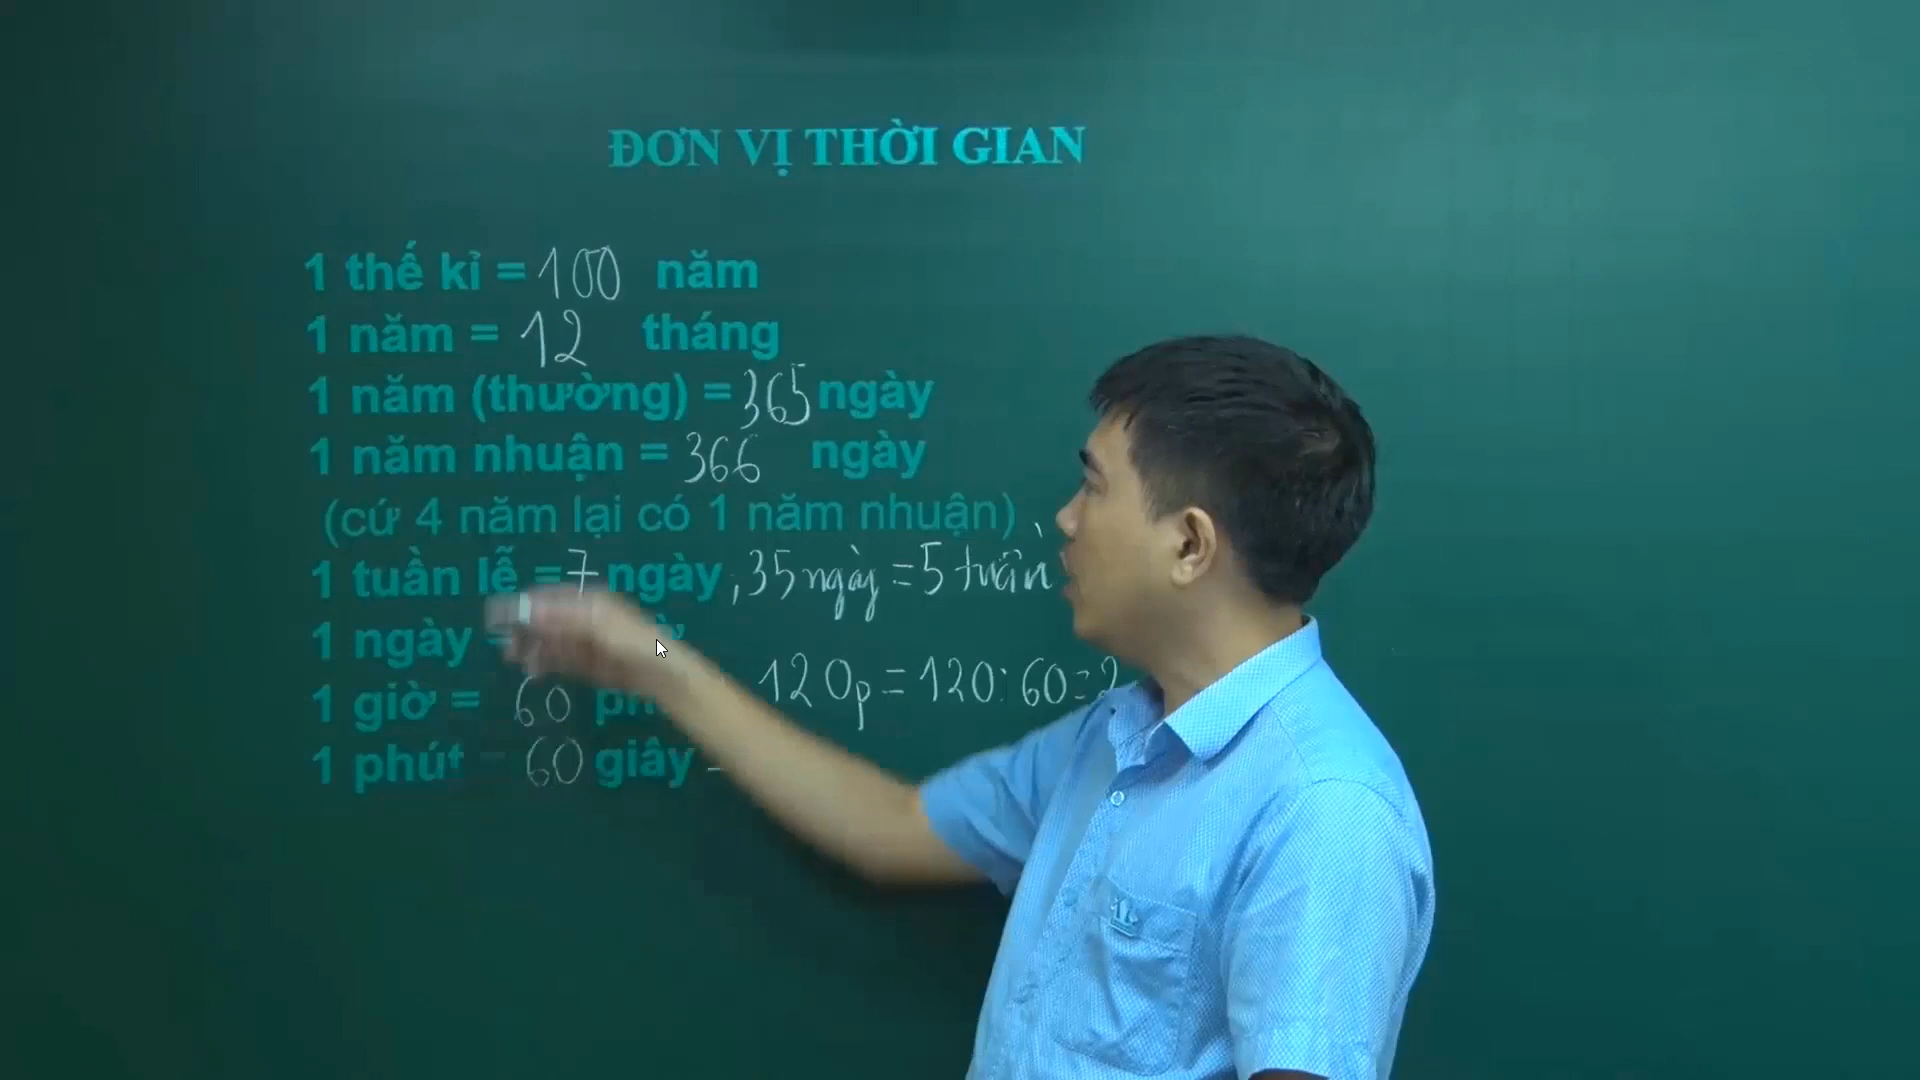 ĐƠN VỊ THỜI GIAN
1 thế kỉ = 100 năm
1 năm = 12 tháng
1 năm (thường) = 365 ngày
1 năm nhuận = 366 ngày
(cứ 4 năm lại có 1 năm nhuận)
1 tuần lễ = 7 ngày, 35 ngày = 5 tuần
1 ngày
1 giờ = 60 120p = 120 : 60 = 2
1 phút = 60 giây